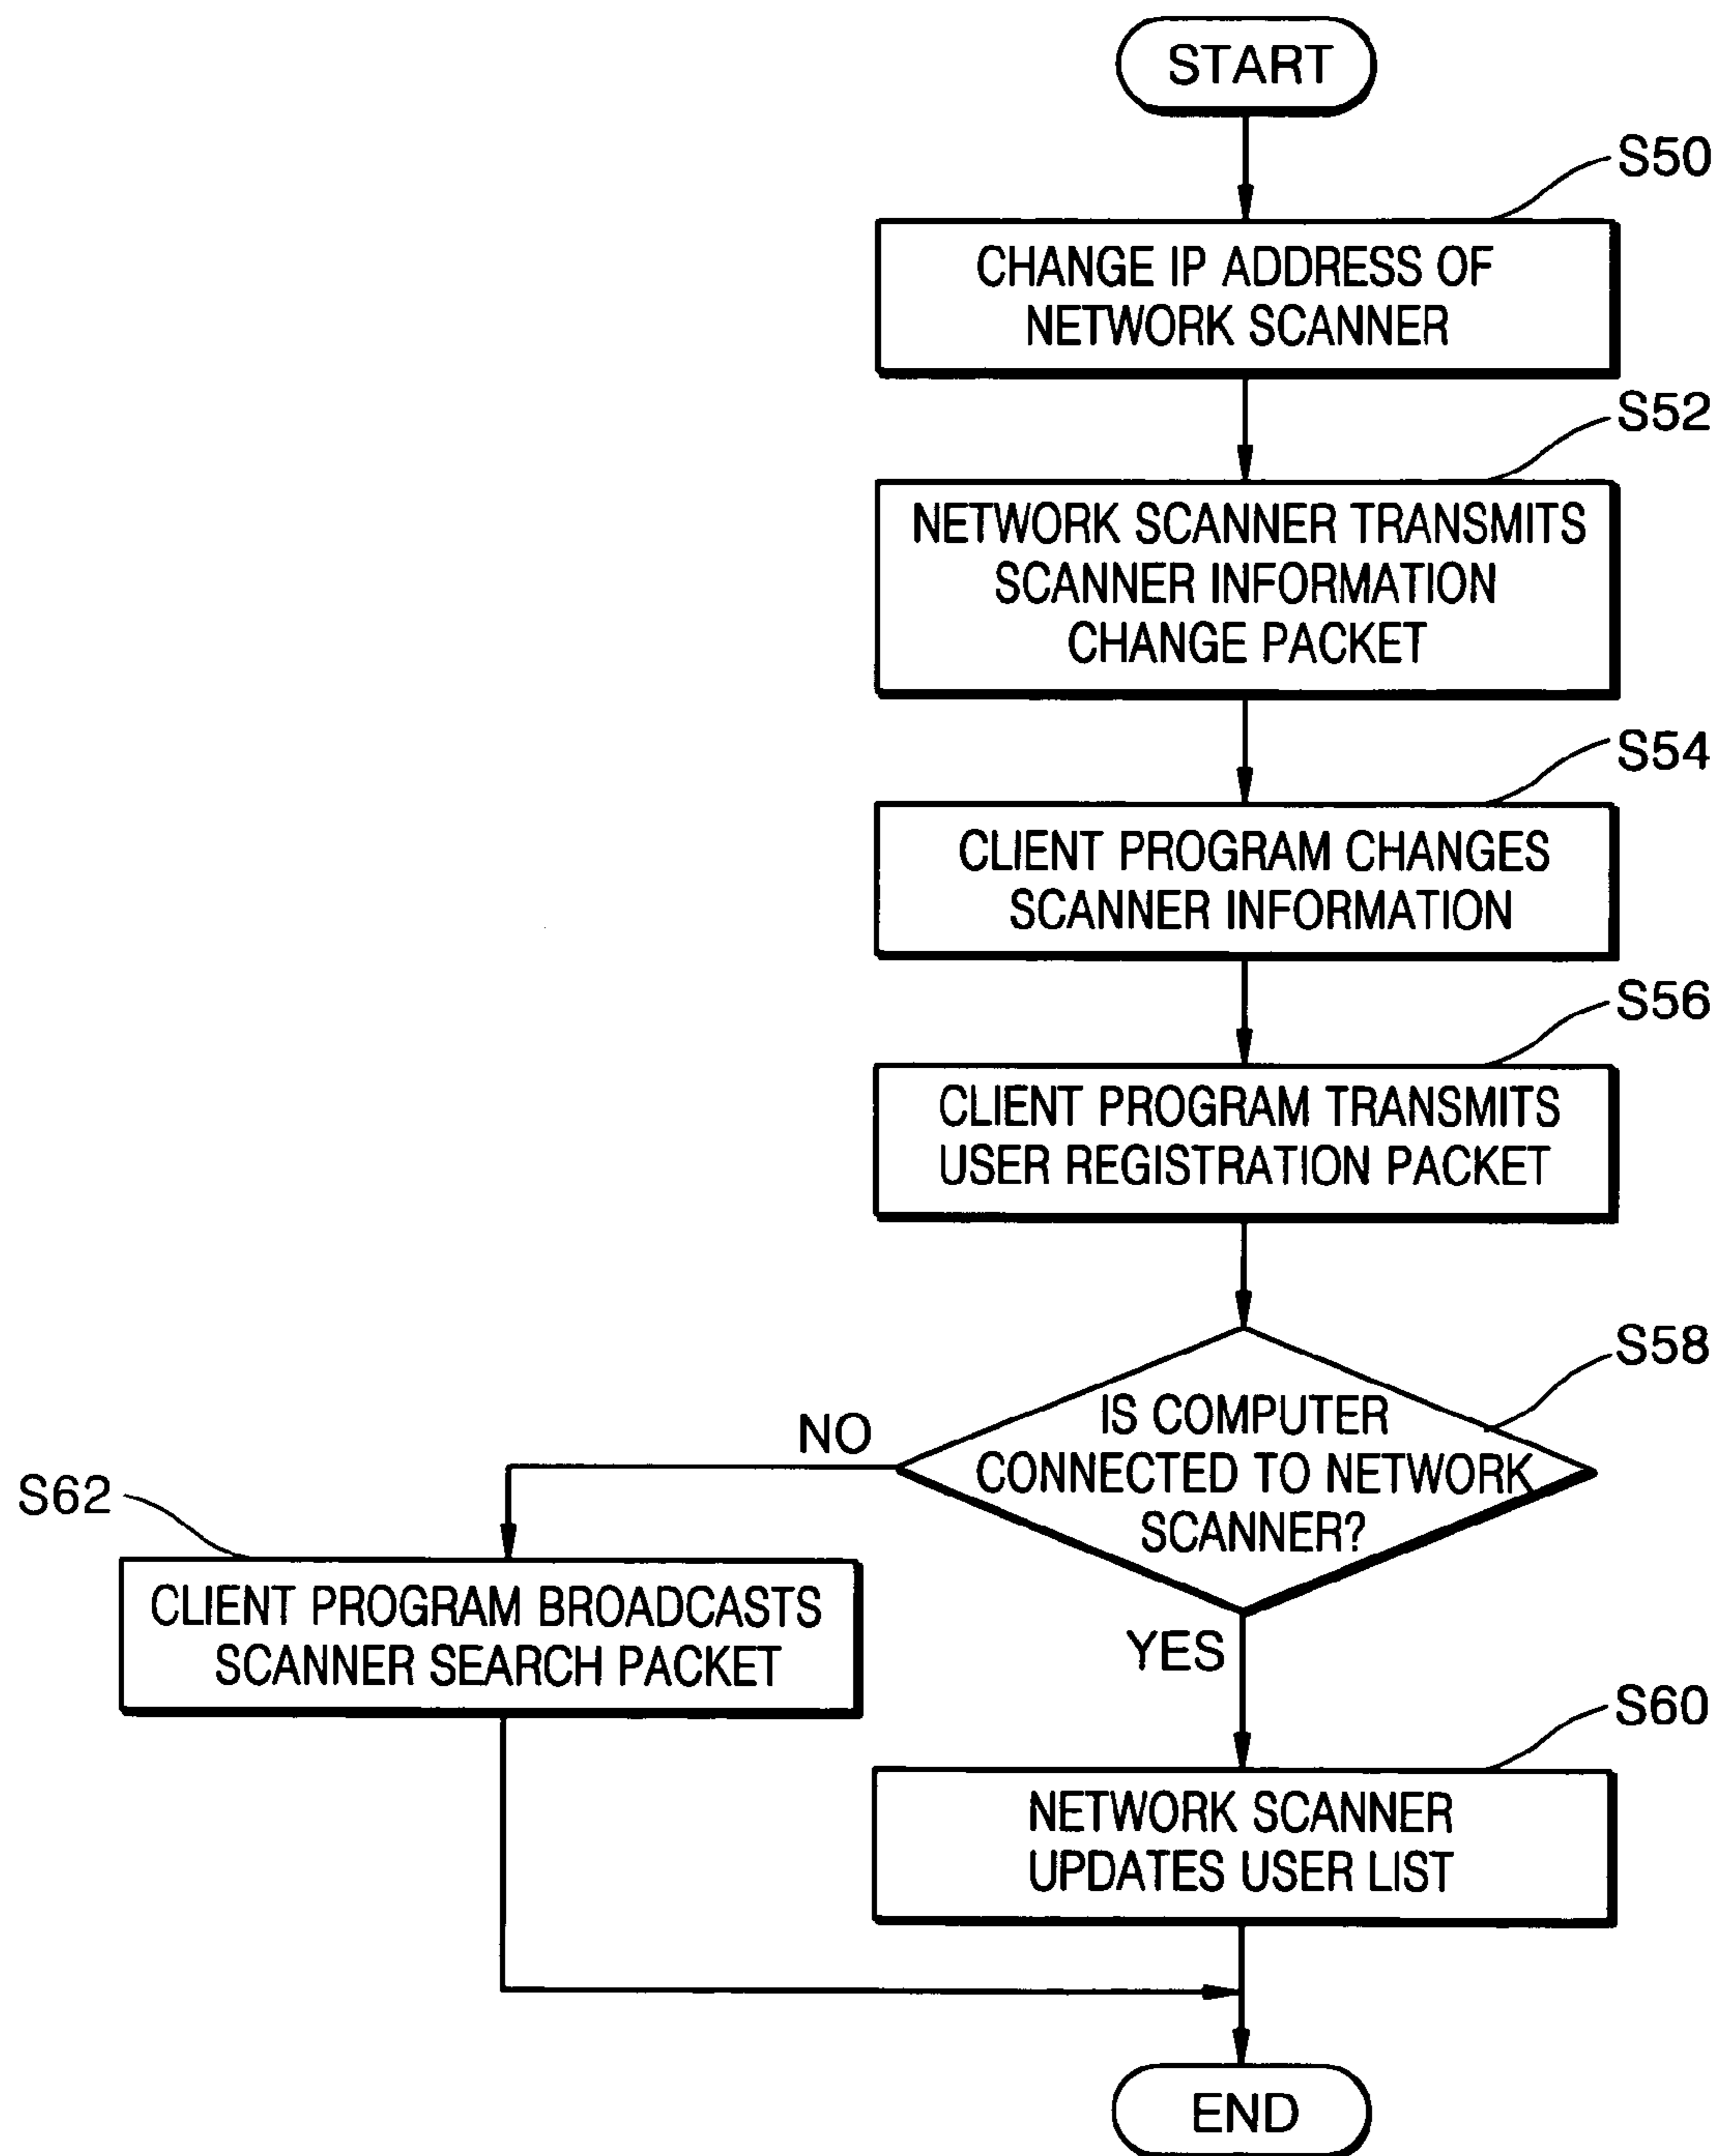 START
S50
CHANGE IP ADDRESS OF
NETWORK SCANNER
S52
NETWORK SCANNER TRANSMITS
SCANNER INFORMATION
CHANGE PACKET
S54
CLIENT PROGRAM CHANGES
SCANNER INFORMATION
S56
CLIENT PROGRAM TRANSMITS
USER REGISTRATION PACKET
S58
IS COMPUTER
CONNECTED TO NETWORK
SCANNER?
NO
S62
CLIENT PROGRAM BROADCASTS
SCANNER SEARCH PACKET
YES
S60
NETWORK SCANNER
UPDATES USER LIST
END